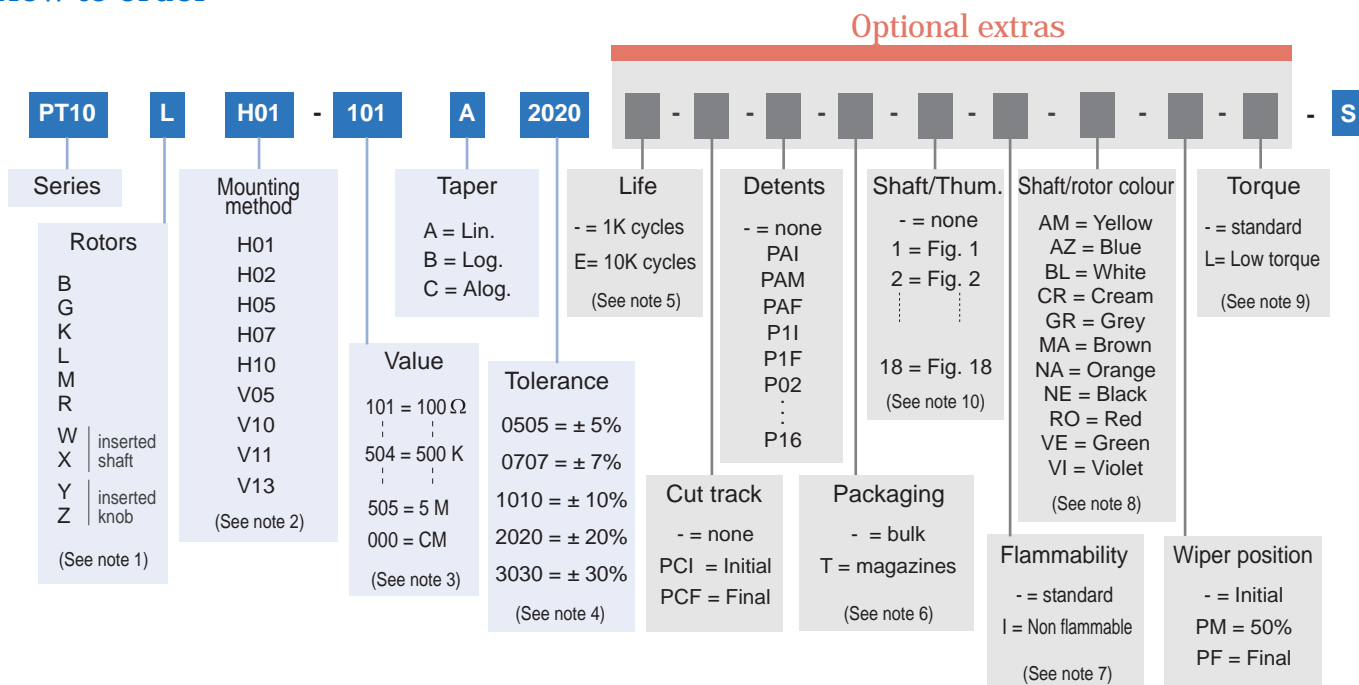 How to order
Optional extras
PT10 L H01 - 101 A 2020 - - - - - - - - - S
Series
Rotors
B
G
K
L
M
R
W
X
inserted
shaft
Y
Z
inserted
knob
(See note 1)
Mounting
method
H01
H02
H05
H07
H10
V05
V10
V11
V13
(See note 2)
Value
101 = 100 Ω
504 = 500 K
505 = 5 M
000 = CM
(See note 3)
Taper
A = Lin.
B = Log.
C = Alog.
Tolerance
0505 = ± 5%
0707 = ± 7%
1010 = ± 10%
2020 = ± 20%
3030 = ± 30%
(See note 4)
Life
- = 1K cycles
E= 10K cycles
(See note 5)
Cut track
- = none
PCI = Initial
PCF = Final
Detents
- = none
PAI
PAM
PAF
P1I
P1F
P02
:
P16
Packaging
- = bulk
T = magazines
(See note 6)
Shaft/Thum.
- = none
1 = Fig. 1
2 = Fig. 2
18 = Fig. 18
(See note 10)
Flammability
- = standard
I = Non flammable
(See note 7)
Shaft/rotor colour
AM = Yellow
AZ = Blue
BL = White
CR = Cream
GR = Grey
MA = Brown
NA = Orange
NE = Black
RO = Red
VE = Green
VI = Violet
(See note 8)
Wiper position
- = Initial
PM = 50%
PF = Final
Torque
- = standard
L= Low torque
(See note 9)